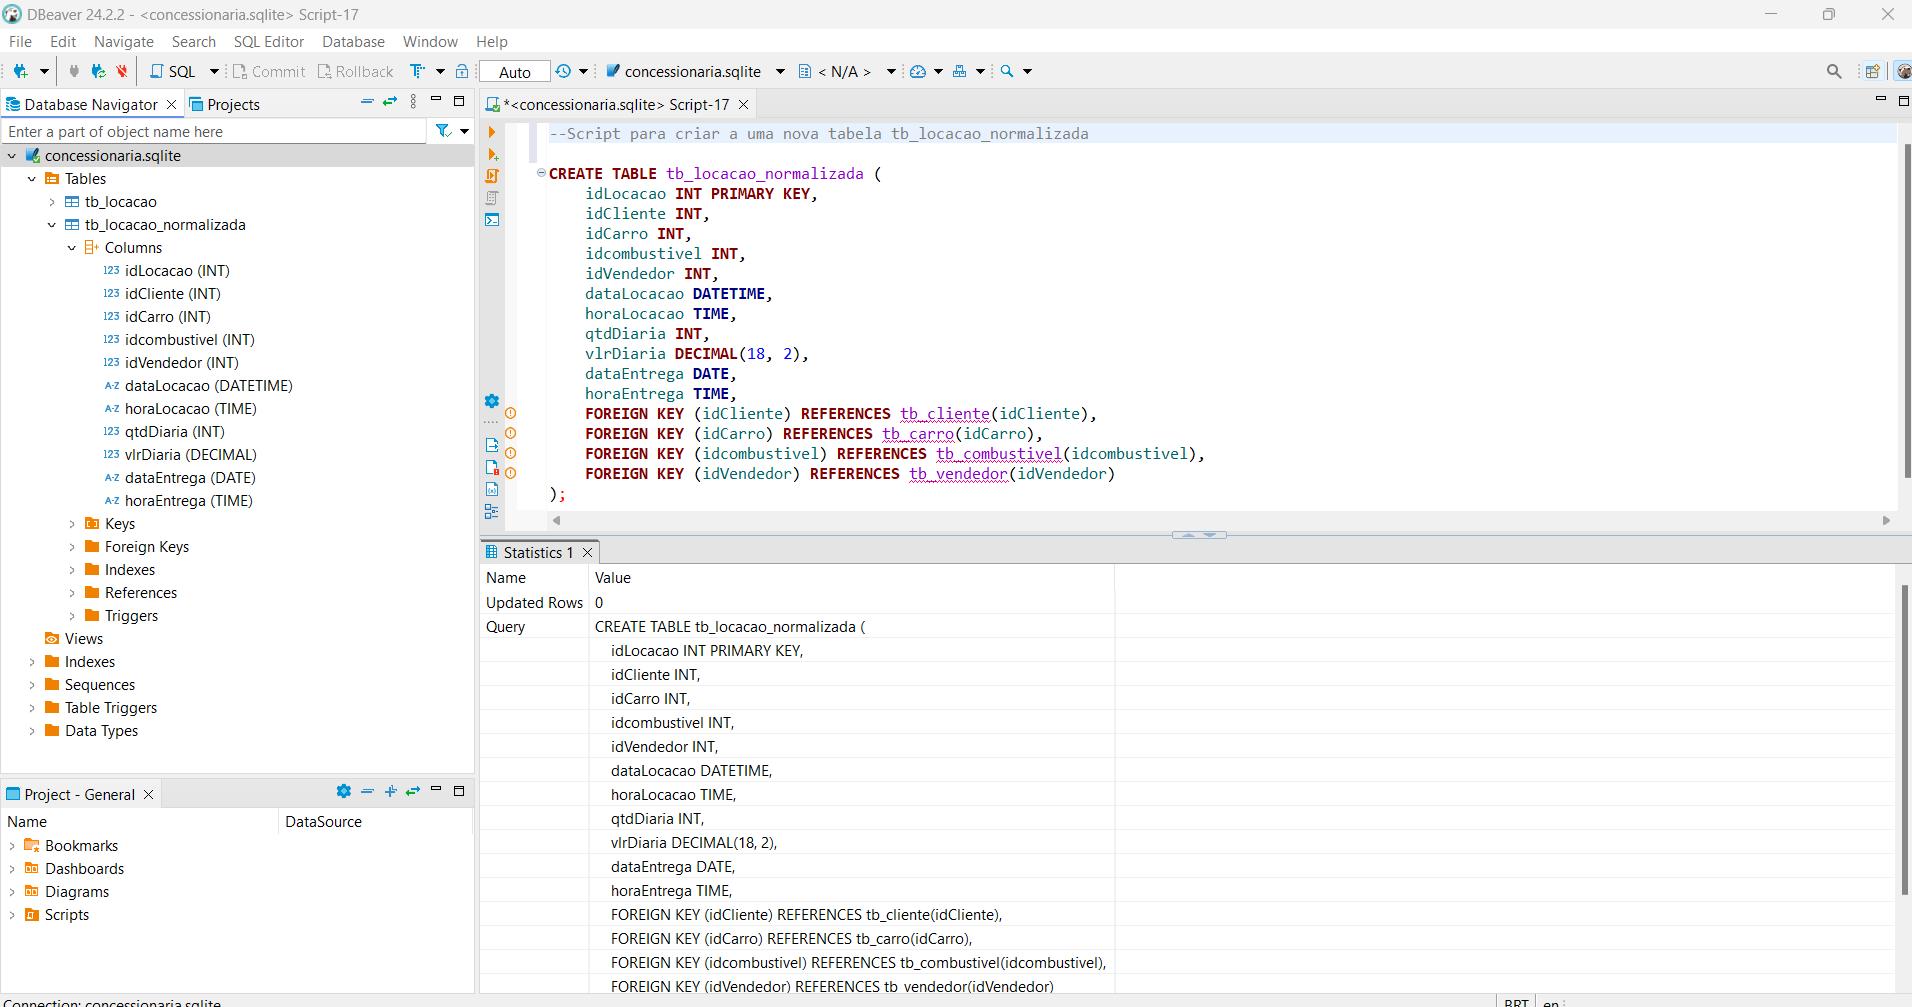 DBeaver 24.2.2 - <concessionaria.sqlite> Script-17
File Edit Navigate Search SQL Editor Database Window Help
SQL Commit Rollback Auto concessionaria.sqlite < N/A >
Database Navigator Projects
Enter a part of object name here
concessionaria.sqlite
Tables
tb_locacao
tb_locacao_normalizada
Columns
123 idLocacao (INT)
123 idCliente (INT)
123 idCarro (INT)
123 idcombustivel (INT)
123 idVendedor (INT)
A-Z dataLocacao (DATETIME)
A-Z horaLocacao (TIME)
123 qtdDiaria (INT)
123 vlrDiaria (DECIMAL)
A-Z dataEntrega (DATE)
A-Z horaEntrega (TIME)
Keys
Foreign Keys
Indexes
References
Triggers
Views
Indexes
Sequences
Table Triggers
Data Types
Project - General
Name DataSource
Bookmarks
Dashboards
Diagrams
Scripts
*<concessionaria.sqlite> Script-17
--Script para criar a uma nova tabela tb_locacao_normalizada
CREATE TABLE tb_locacao_normalizada (
idLocacao INT PRIMARY KEY,
idCliente INT,
idCarro INT,
idcombustivel INT,
idVendedor INT,
dataLocacao DATETIME,
horaLocacao TIME,
qtdDiaria INT,
vlrDiaria DECIMAL(18, 2),
dataEntrega DATE,
horaEntrega TIME,
FOREIGN KEY (idCliente) REFERENCES tb_cliente(idCliente),
FOREIGN KEY (idCarro) REFERENCES tb_carro(idCarro),
FOREIGN KEY (idcombustivel) REFERENCES tb_combustivel(idcombustivel),
FOREIGN KEY (idVendedor) REFERENCES tb_vendedor(idVendedor)
);
Statistics 1
Name Value
Updated Rows 0
Query CREATE TABLE tb_locacao_normalizada (
idLocacao INT PRIMARY KEY,
idCliente INT,
idCarro INT,
idcombustivel INT,
idVendedor INT,
dataLocacao DATETIME,
horaLocacao TIME,
qtdDiaria INT,
vlrDiaria DECIMAL(18, 2),
dataEntrega DATE,
horaEntrega TIME,
FOREIGN KEY (idCliente) REFERENCES tb_cliente(idCliente),
FOREIGN KEY (idCarro) REFERENCES tb_carro(idCarro),
FOREIGN KEY (idcombustivel) REFERENCES tb_combustivel(idcombustivel),
FOREIGN KEY (idVendedor) REFERENCES tb_vendedor(idVendedor)
Connection: concessionaria.sqlite
BRT en